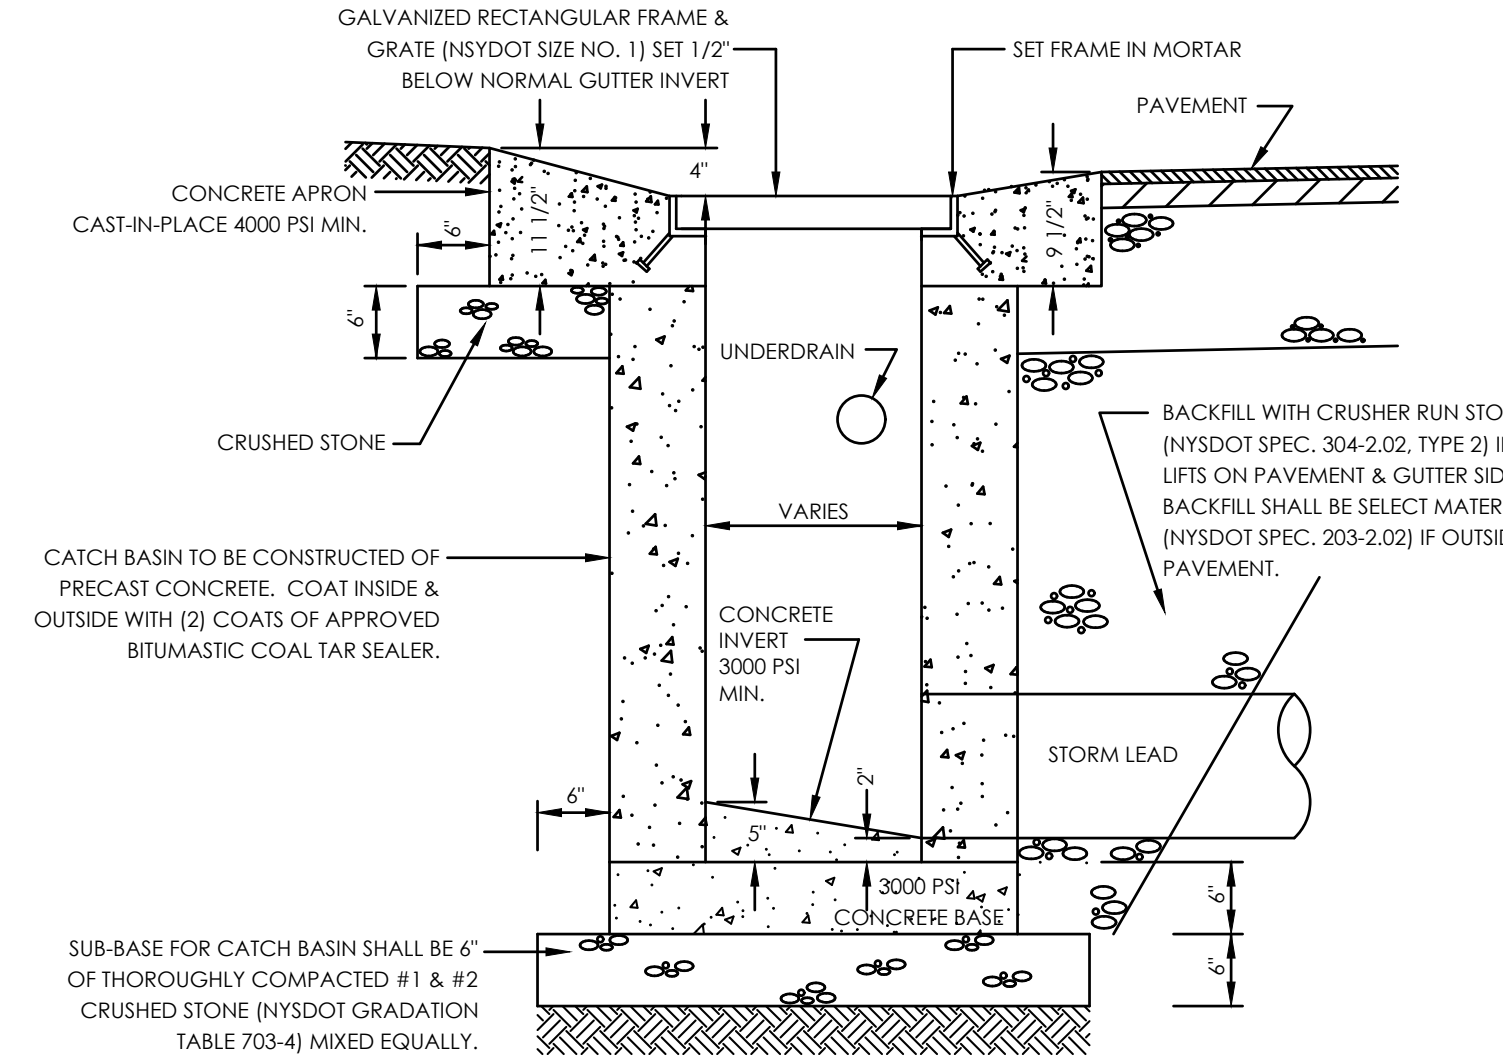 GALVANIZED RECTANGULAR FRAME &
GRATE (NSYDOT SIZE NO. 1) SET 1/2"
BELOW NORMAL GUTTER INVERT
SET FRAME IN MORTAR
PAVEMENT
4"
CONCRETE APRON
CAST-IN-PLACE 4000 PSI MIN.
6"
11 1/2"
9 1/2"
6"
UNDERDRAIN
CRUSHED STONE
BACKFILL WITH CRUSHER RUN STO
(NYSDOT SPEC. 304-2.02, TYPE 2) I
LIFTS ON PAVEMENT & GUTTER SID
BACKFILL SHALL BE SELECT MATER
(NYSDOT SPEC. 203-2.02) IF OUTSID
PAVEMENT.
VARIES
CATCH BASIN TO BE CONSTRUCTED OF
PRECAST CONCRETE. COAT INSIDE &
OUTSIDE WITH (2) COATS OF APPROVED
BITUMASTIC COAL TAR SEALER.
CONCRETE
INVERT
3000 PSI
MIN.
STORM LEAD
6"
5"
2"
3000 PSI
CONCRETE BASE
6"
6"
SUB-BASE FOR CATCH BASIN SHALL BE 6"
OF THOROUGHLY COMPACTED #1 & #2
CRUSHED STONE (NYSDOT GRADATION
TABLE 703-4) MIXED EQUALLY.